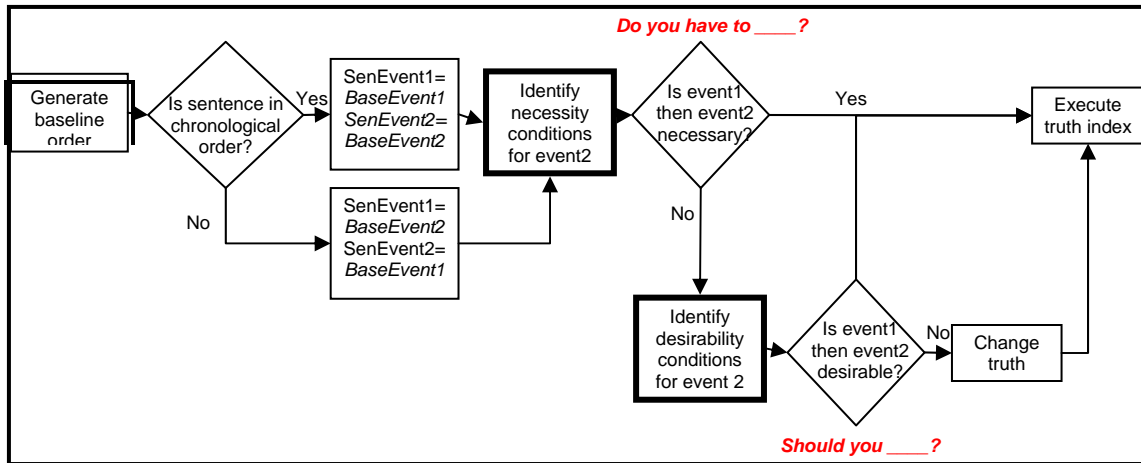 Do you have to ____?
Generate
baseline
order
Is sentence in
chronological
order?
Yes
No
SenEvent1=
BaseEvent1
SenEvent2=
BaseEvent2
SenEvent1=
BaseEvent2
SenEvent2=
BaseEvent1
Identify
necessity
conditions
for event2
Is event1
then event2
necessary?
Yes
No
Execute
truth index
Identify
desirability
conditions
for event 2
Is event1
then event2
desirable?
No
Change
truth
Should you ____?